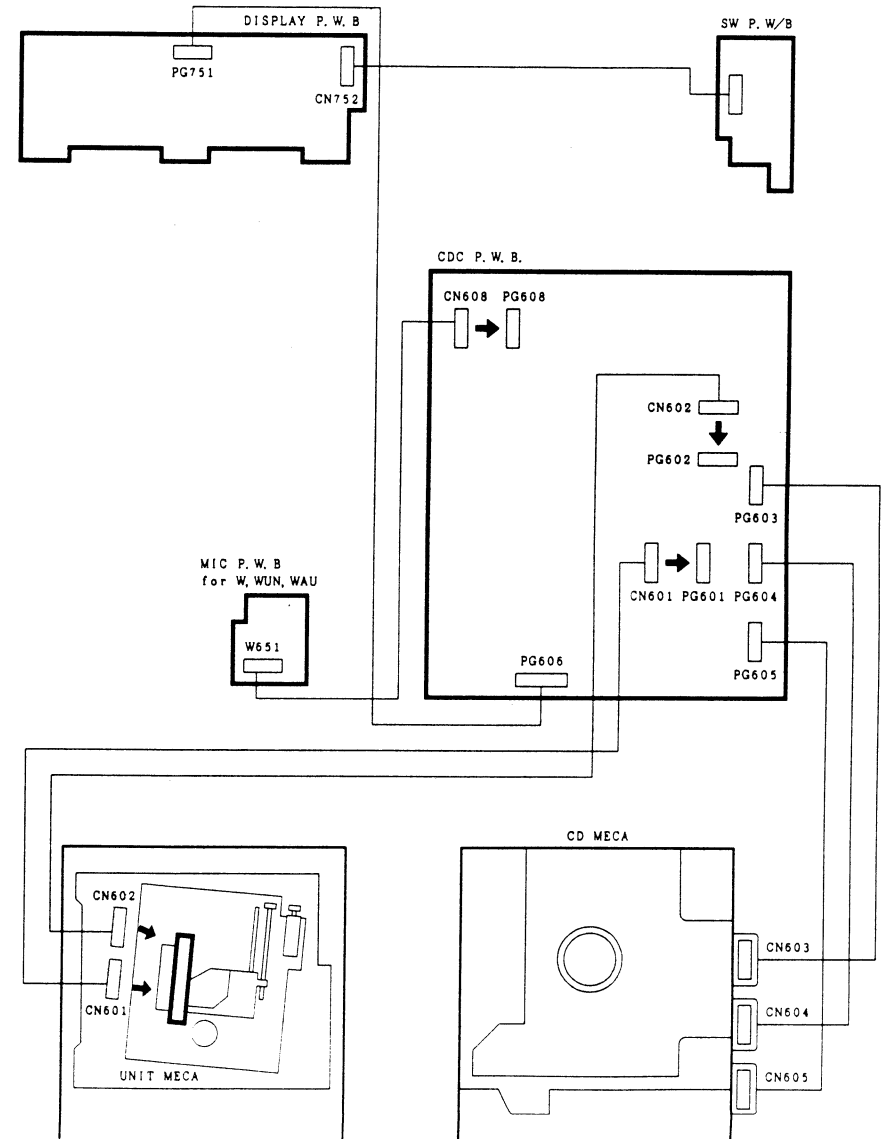 DISPLAY P. W. B
SW P. W/B
PG751
CN752
CDC P. W. B.
CN608 PG608
CN602
PG602
PG603
MIC P. W. B
for W, WUN, WAU
CN601 PG601 PG604
W651
PG606
PG605
CD MECA
CN602
CN603
CN601
CN604
UNIT MECA
CN605